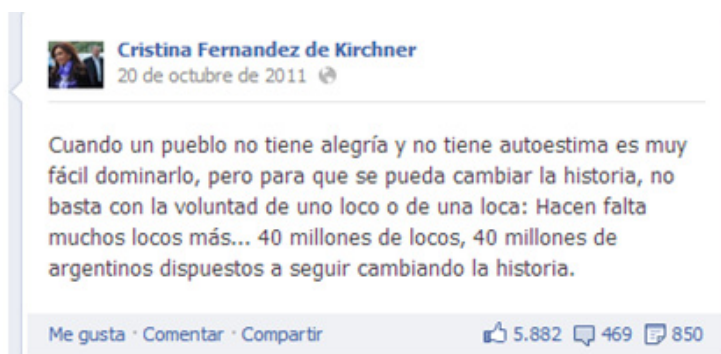 Cristina Fernandez de Kirchner
20 de octubre de 2011
Cuando un pueblo no tiene alegría y no tiene autoestima es muy
fácil dominarlo, pero para que se pueda cambiar la historia, no
basta con la voluntad de uno loco o de una loca: Hacen falta
muchos locos más... 40 millones de locos, 40 millones de
argentinos dispuestos a seguir cambiando la historia.
Me gusta · Comentar · Compartir 5.882 469 850